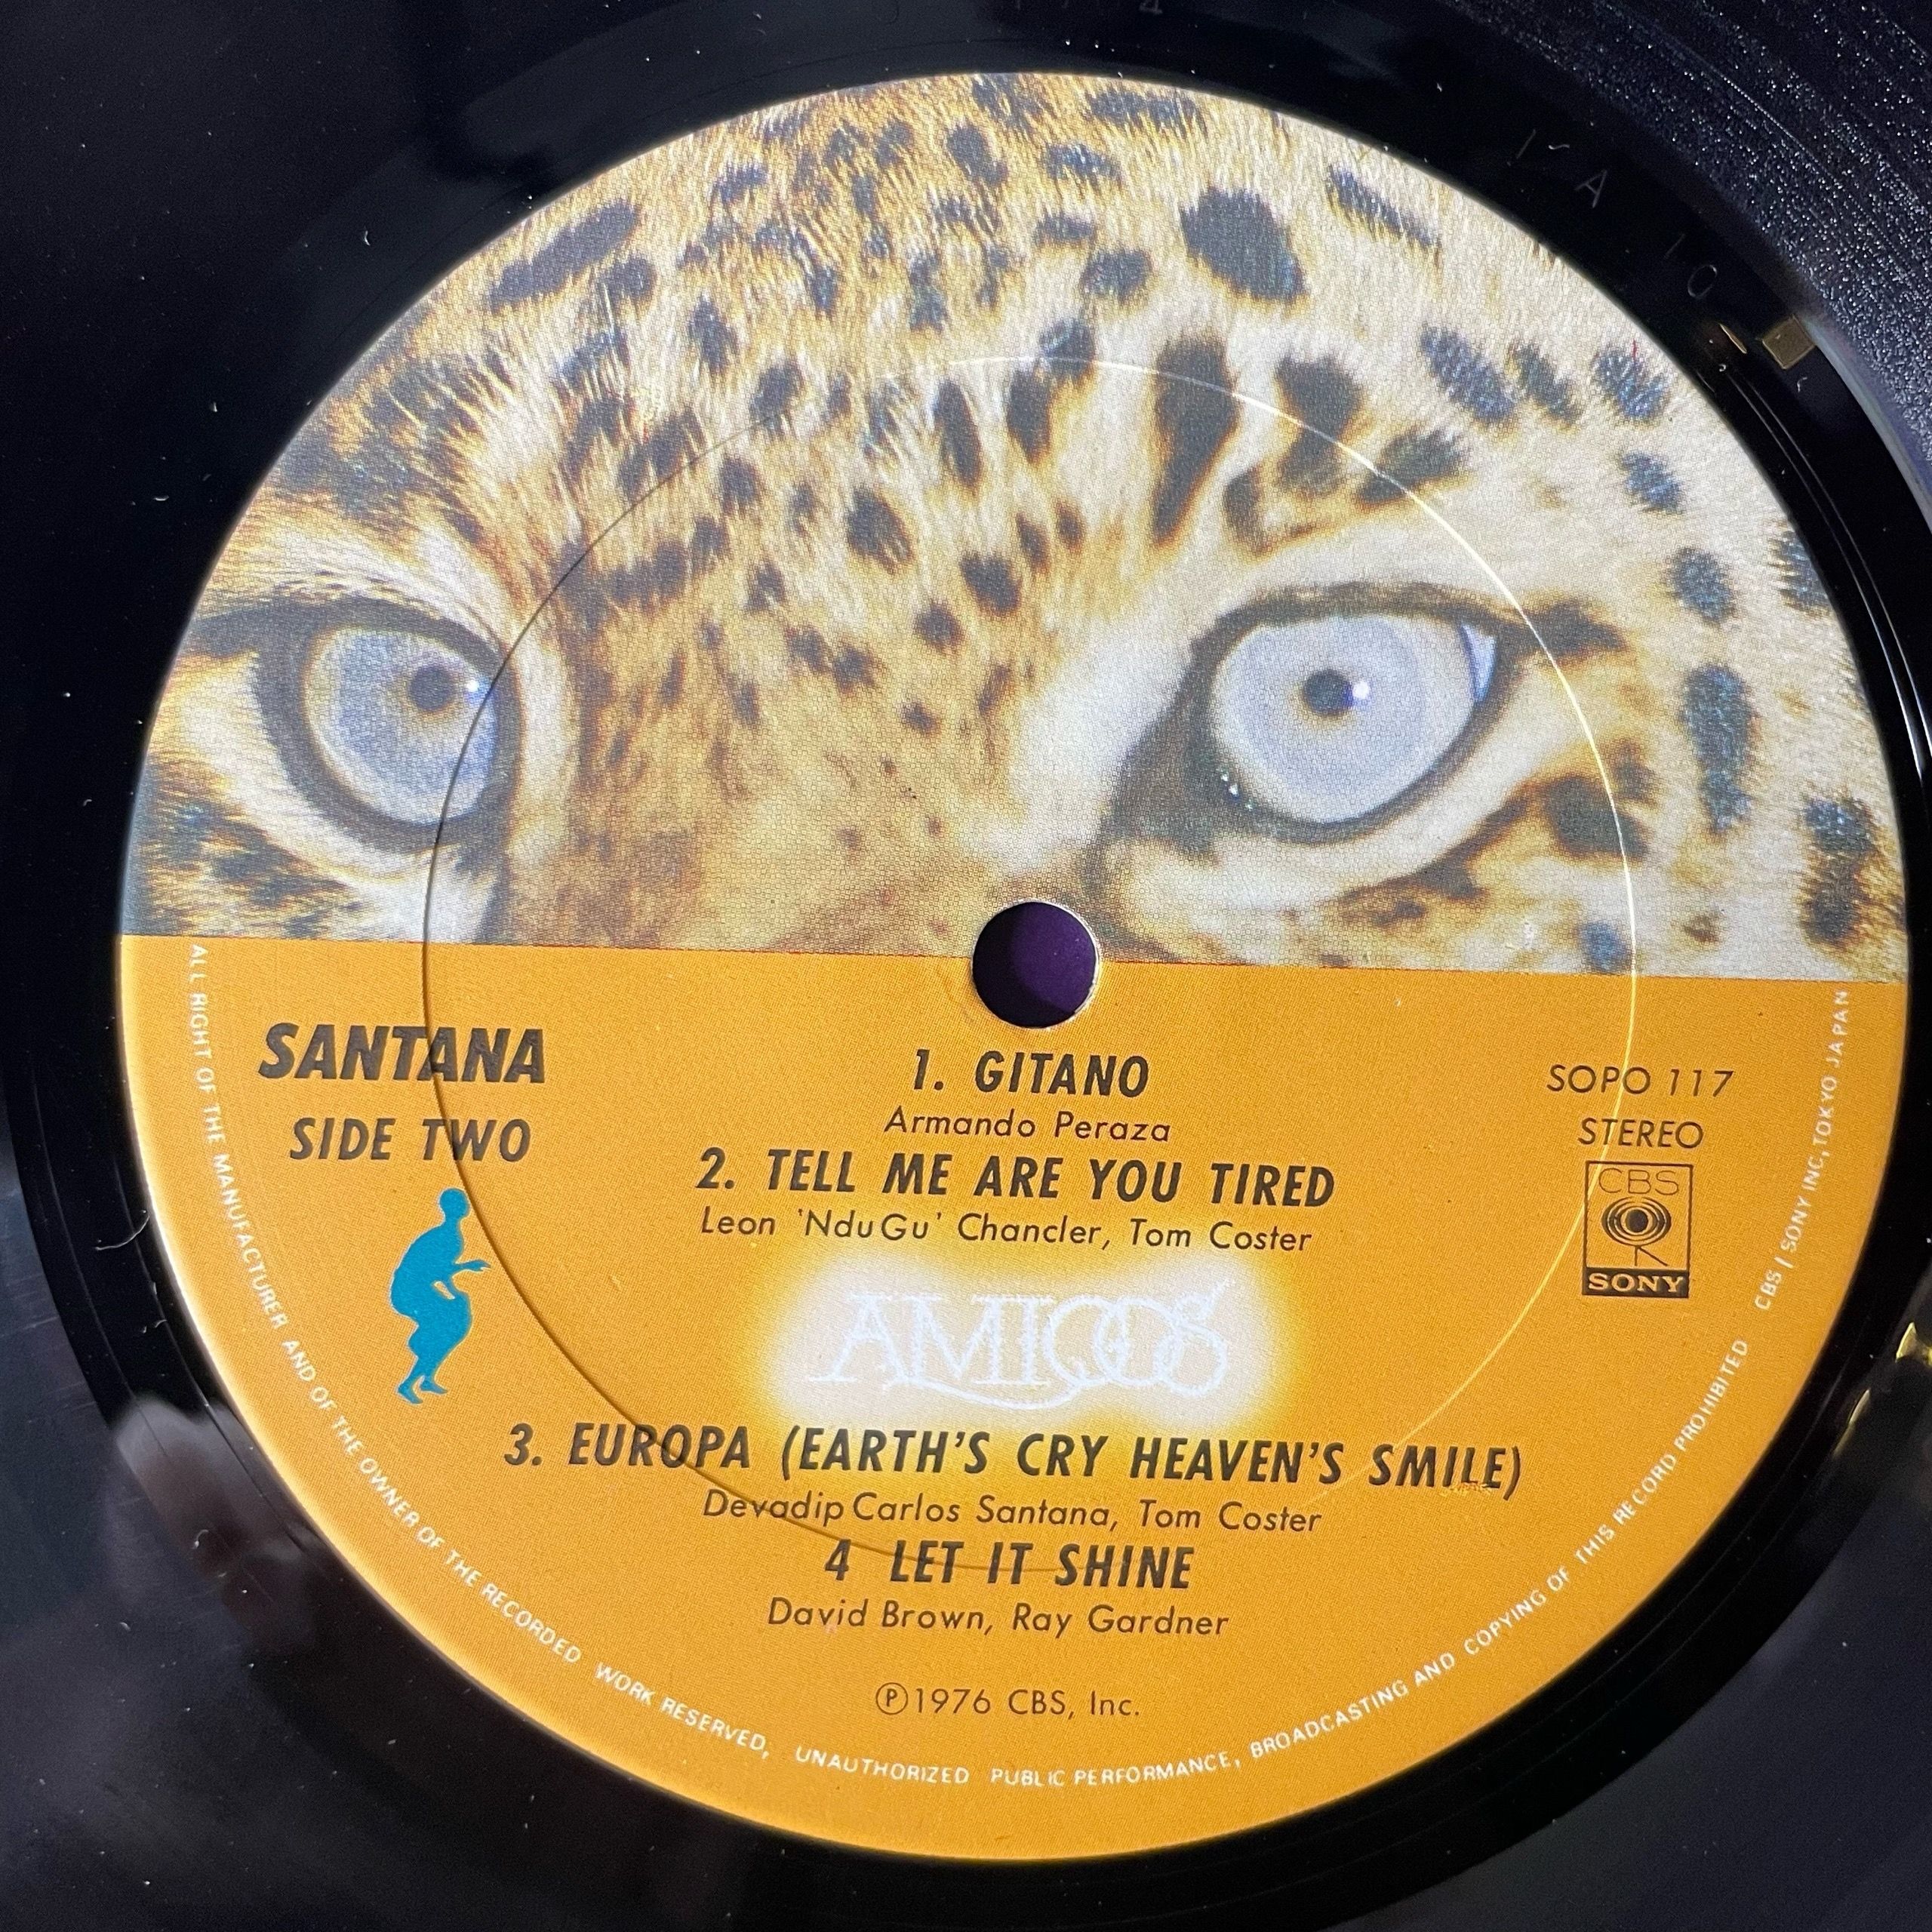 SANTANA
SIDE TWO
1. GITANO
Armando Peraza
2. TELL ME ARE YOU TIRED
Leon 'NduGu' Chancler, Tom Coster
AMIGOS
3. EUROPA (EARTH'S CRY HEAVEN'S SMILE)
Devadip Carlos Santana, Tom Coster
4 LET IT SHINE
David Brown, Ray Gardner
℗1976 CBS, Inc.
SOPO 117
STEREO
CBS
SONY
ALL RIGHT OF THE MANUFACTURER AND OF THE OWNER OF THE RECORDED WORK RESERVED, UNAUTHORIZED PUBLIC PERFORMANCE, BROADCASTING AND COPYING OF THIS RECORD PROHIBITED CBS / SONY INC, TOKYO JAPAN